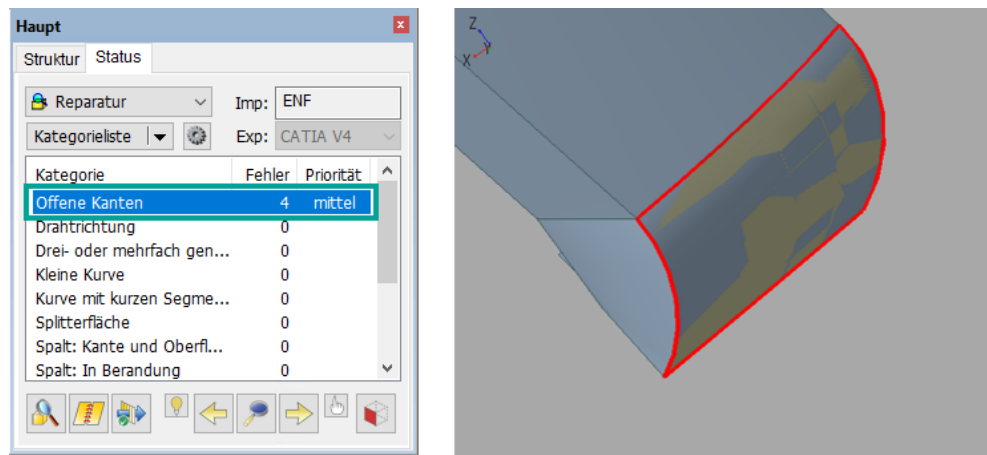 Haupt
Struktur Status
Reparatur Imp: ENF
Kategorieliste Exp: CATIA V4
Kategorie Fehler Priorität
Offene Kanten 4 mittel
Drahtrichtung 0
Drei- oder mehrfach gen... 0
Kleine Kurve 0
Kurve mit kurzen Segme... 0
Splitterfläche 0
Spalt: Kante und Oberfl... 0
Spalt: In Berandung 0
Z
Y
X